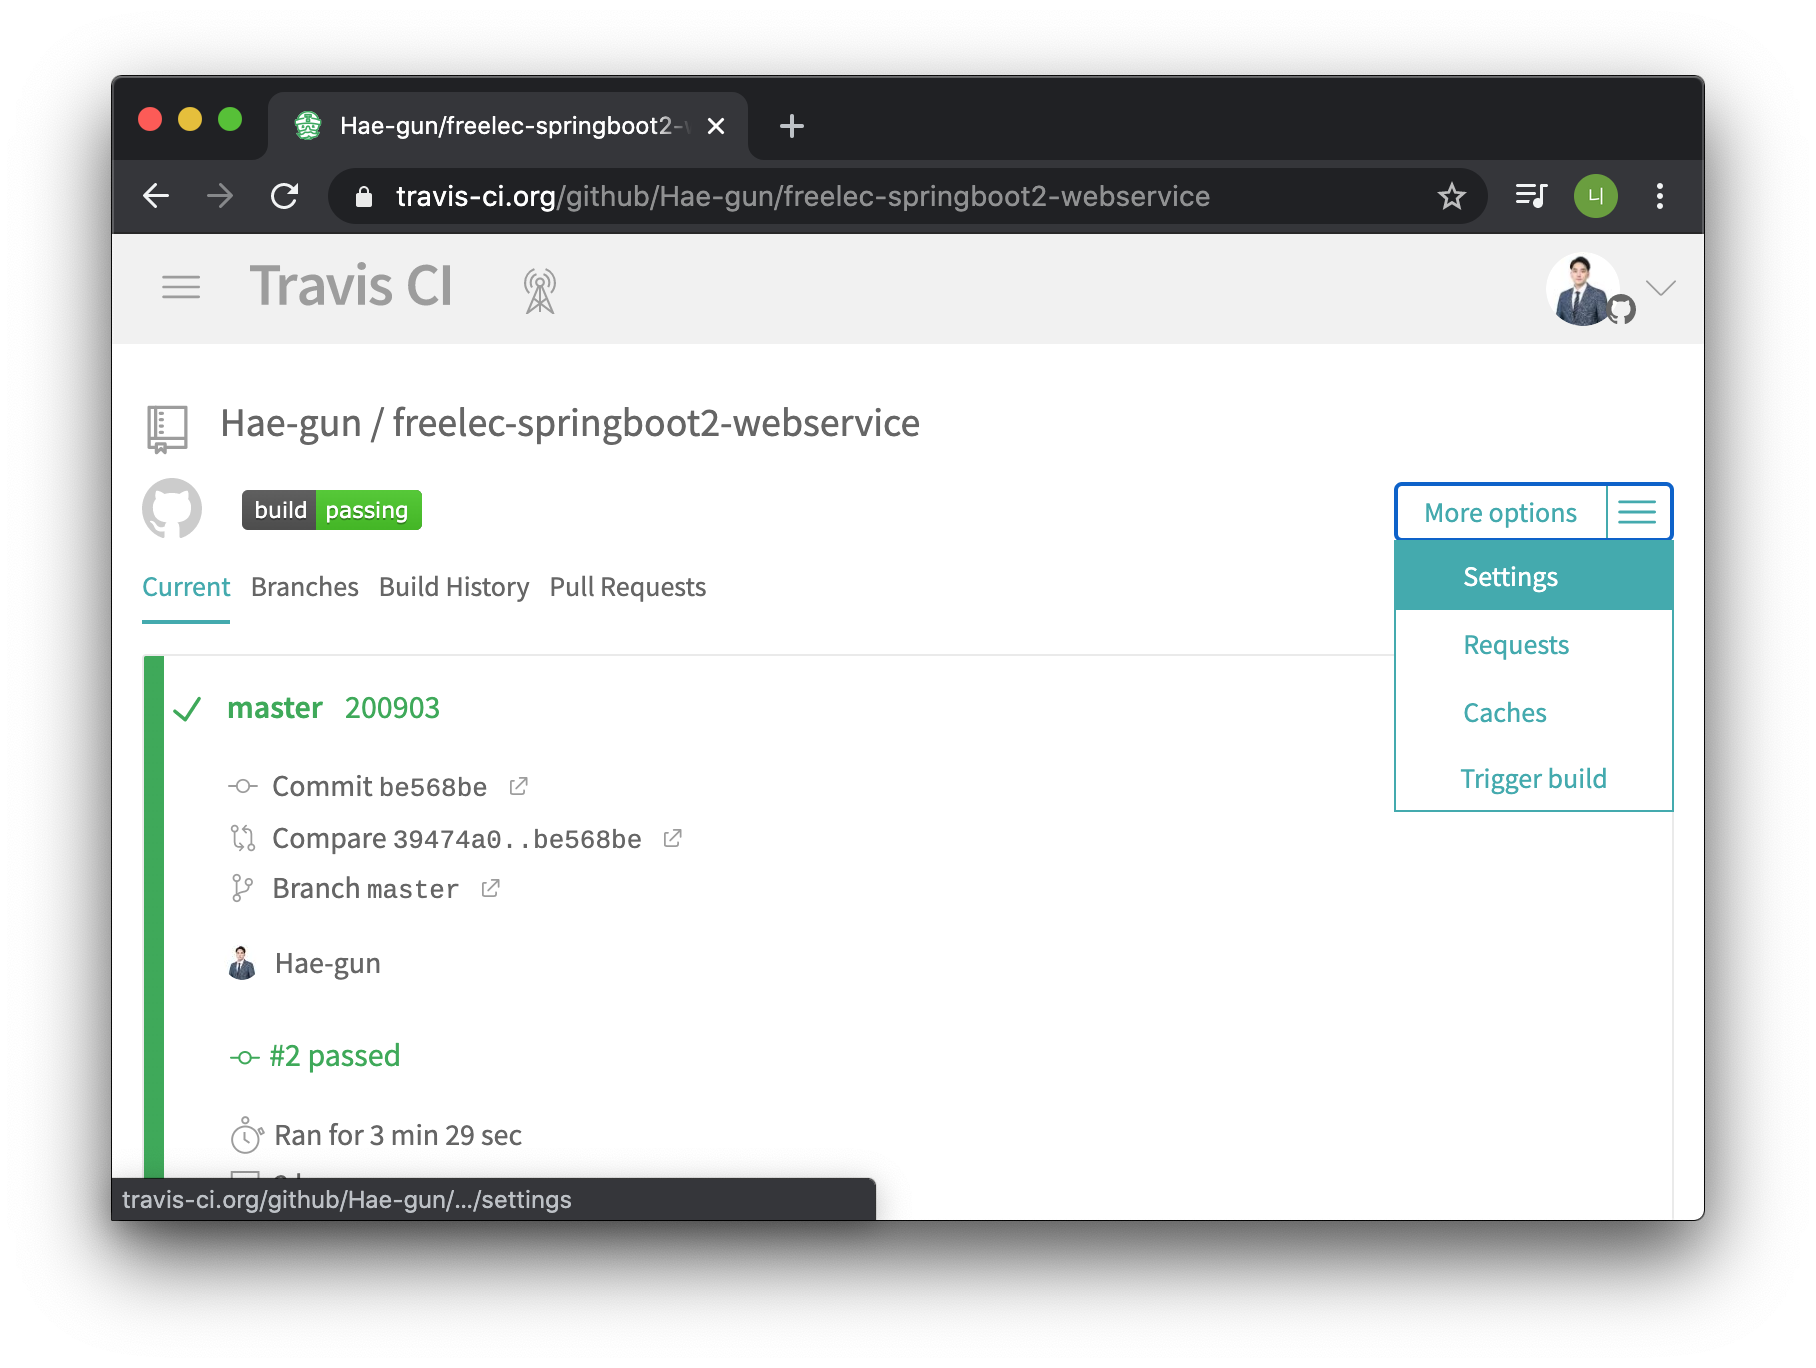 Hae-gun/freelec-springboot2-
travis-ci.org/github/Hae-gun/freelec-springboot2-webservice
니
Travis CI
Hae-gun / freelec-springboot2-webservice
build passing
More options
Settings
Requests
Caches
Trigger build
Current Branches Build History Pull Requests
master 200903
Commit be568be
Compare 39474a0..be568be
Branch master
Hae-gun
#2 passed
Ran for 3 min 29 sec
travis-ci.org/github/Hae-gun/.../settings